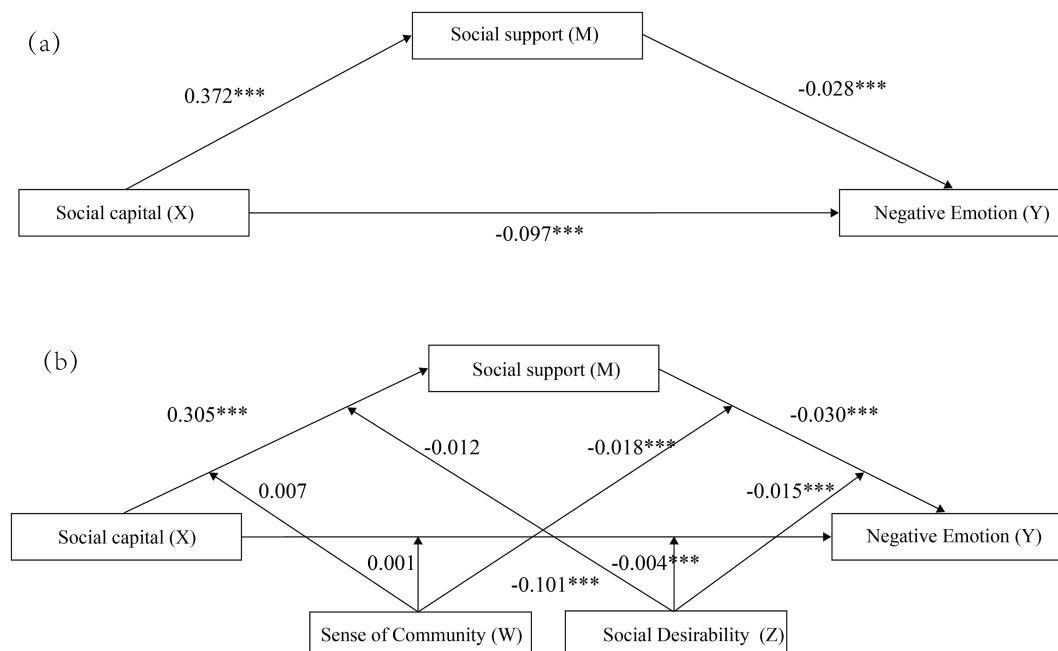 (a)
Social support (M)
0.372***
-0.028***
Social capital (X)
Negative Emotion (Y)
-0.097***
(b)
Social support (M)
0.305***
-0.030***
-0.012
-0.018***
0.007
-0.015***
Social capital (X)
Negative Emotion (Y)
0.001
-0.004***
-0.101***
Sense of Community (W)
Social Desirability (Z)